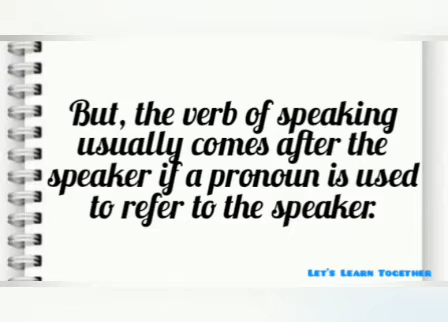 But, the verb of speaking
usually comes after the
speaker if a pronoun is used
to refer to the speaker.
Let's Learn Together